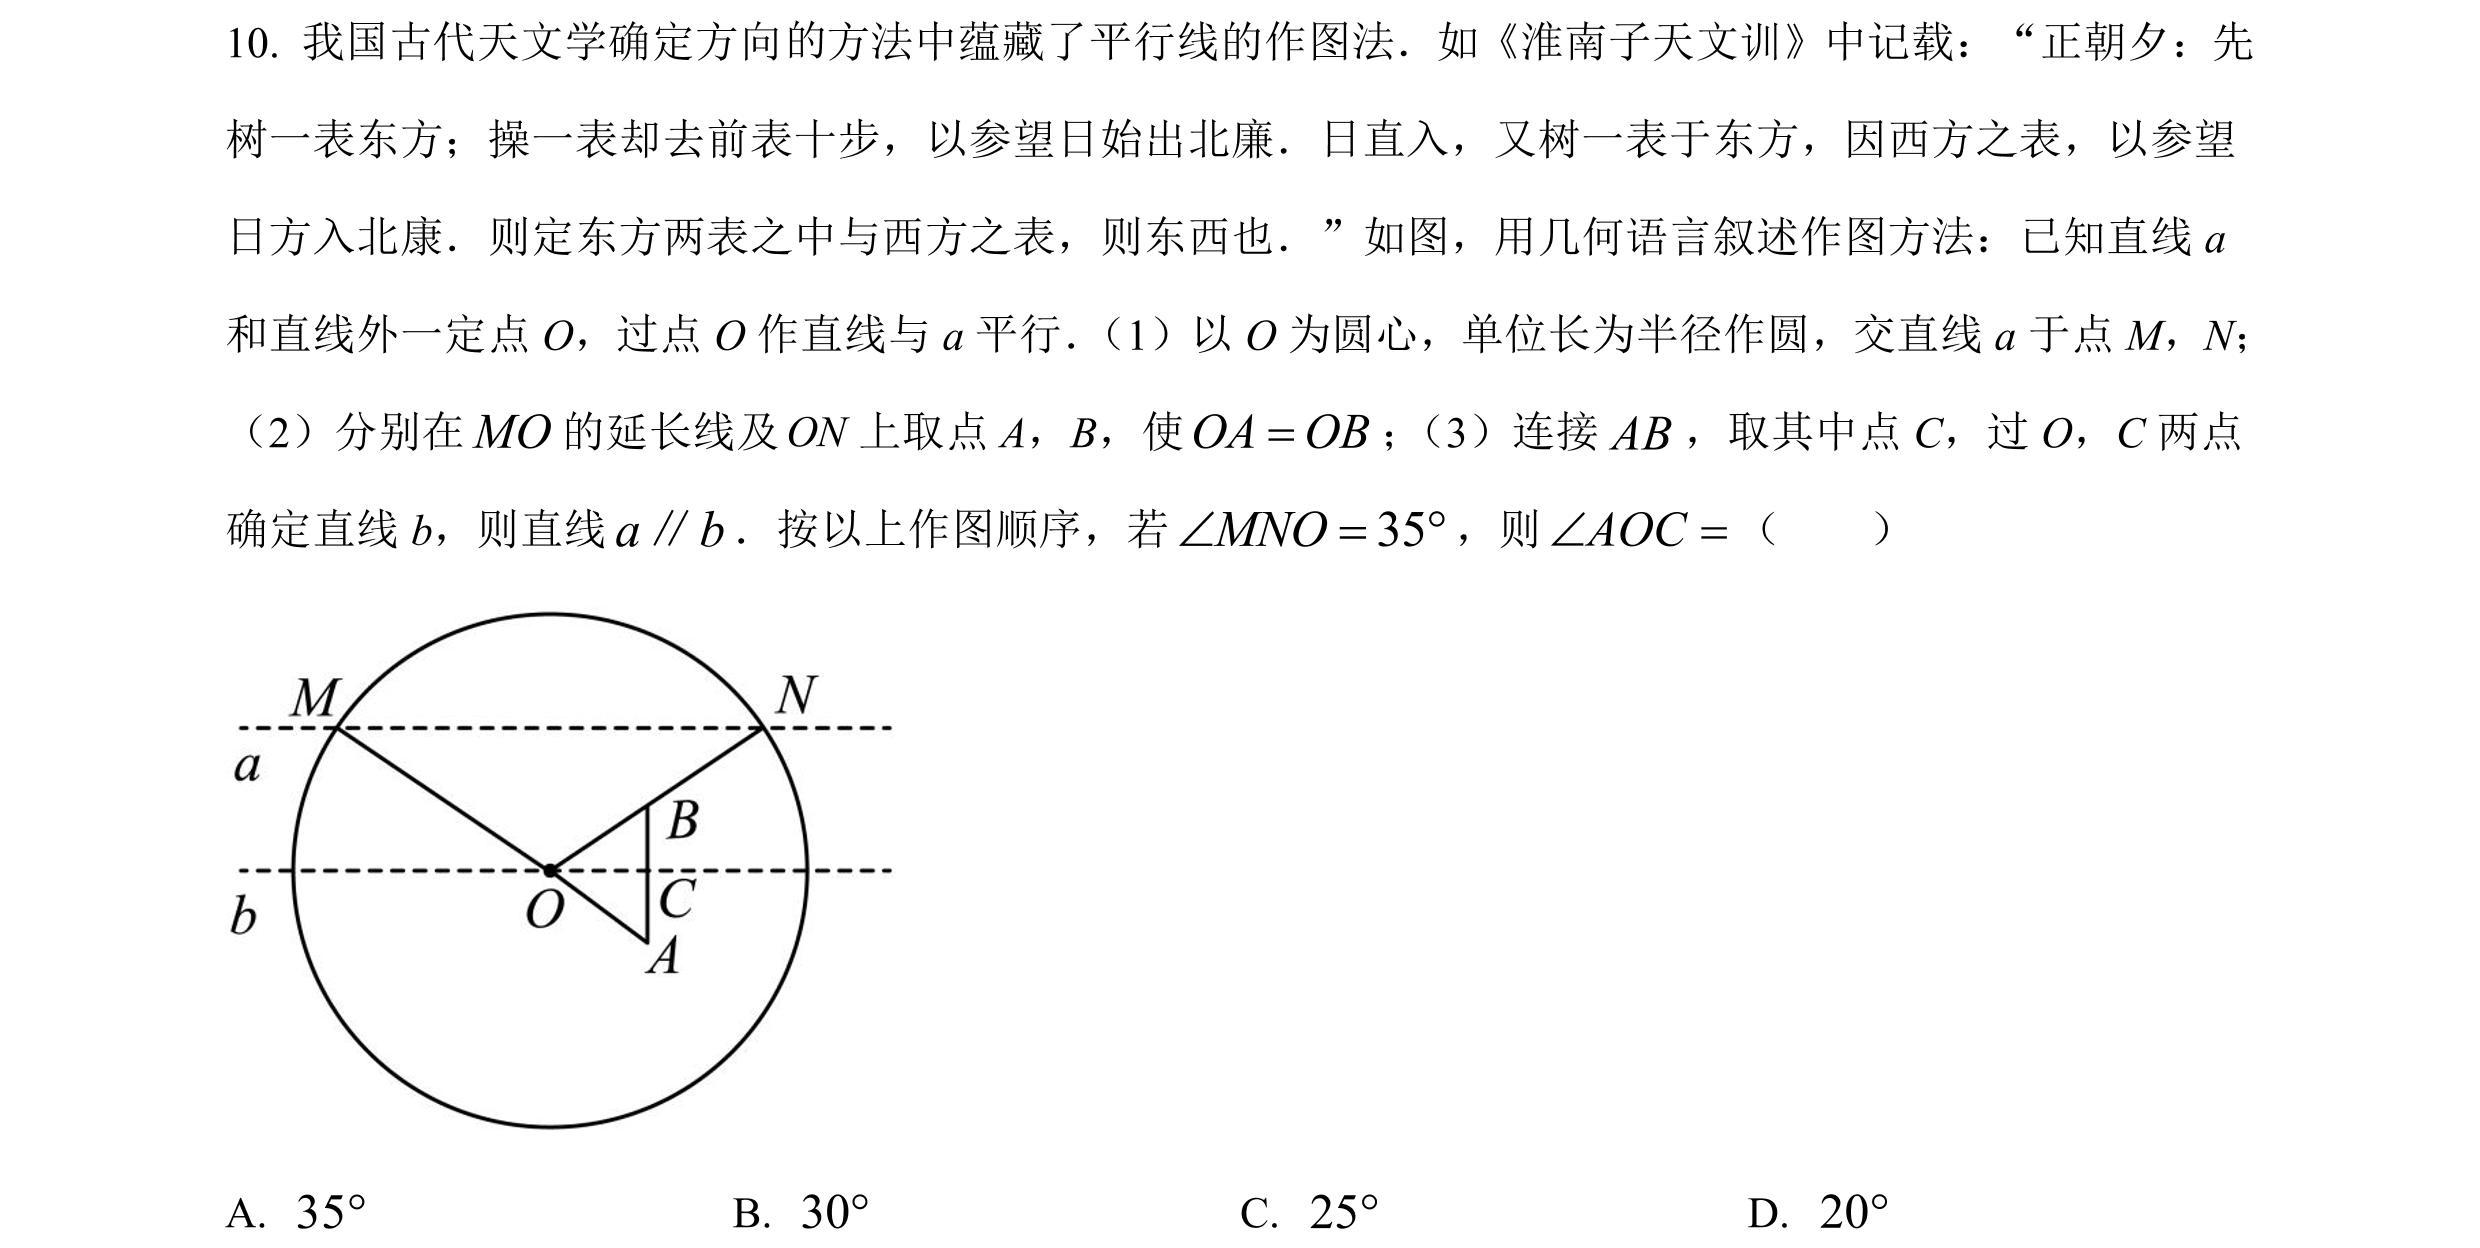 10. 我国古代天文学确定方向的方法中蕴藏了平行线的作图法．如《淮南子天文训》中记载：“正朝夕：先
树一表东方；操一表却去前表十步，以参望日始出北廉．日直入，又树一表于东方，因西方之表，以参望
日方入北康．则定东方两表之中与西方之表，则东西也．”如图，用几何语言叙述作图方法：已知直线 a
和直线外一定点 O，过点 O 作直线与 a 平行．（1）以 O 为圆心，单位长为半径作圆，交直线 a 于点 M，N；
（2）分别在 MO 的延长线及 ON 上取点 A，B，使 OA = OB；（3）连接 AB，取其中点 C，过 O，C 两点
确定直线 b，则直线 a // b．按以上作图顺序，若 ∠MNO = 35°，则 ∠AOC =（　　）
M
N
a
B
O
C
b
A
A. 35° B. 30° C. 25° D. 20°